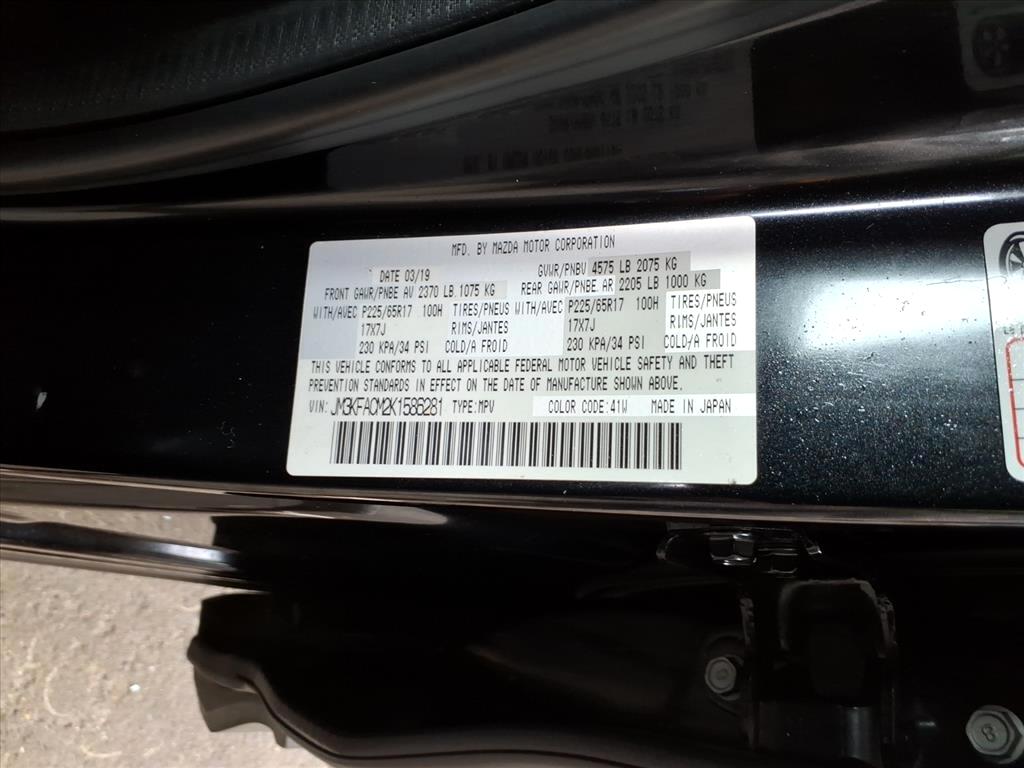 MFD. BY MAZDA MOTOR CORPORATION
DATE 03/19 GVWR/PNBV 4575 LB 2075 KG
FRONT GAWR/PNBE AV 2370 LB 1075 KG REAR GAWR/PNBE AR 2205 LB 1000 KG
WITH/AVEC P225/65R17 100H TIRES/PNEUS WITH/AVEC P225/65R17 100H TIRES/PNEUS
17X7J RIMS/JANTES 17X7J RIMS/JANTES
230 KPA/34 PSI COLD/A FROID 230 KPA/34 PSI COLD/A FROID
THIS VEHICLE CONFORMS TO ALL APPLICABLE FEDERAL MOTOR VEHICLE SAFETY AND THEFT
PREVENTION STANDARDS IN EFFECT ON THE DATE OF MANUFACTURE SHOWN ABOVE.
VIN: JM3KFACM2K1586281 TYPE:MPV COLOR CODE:41W MADE IN JAPAN
8